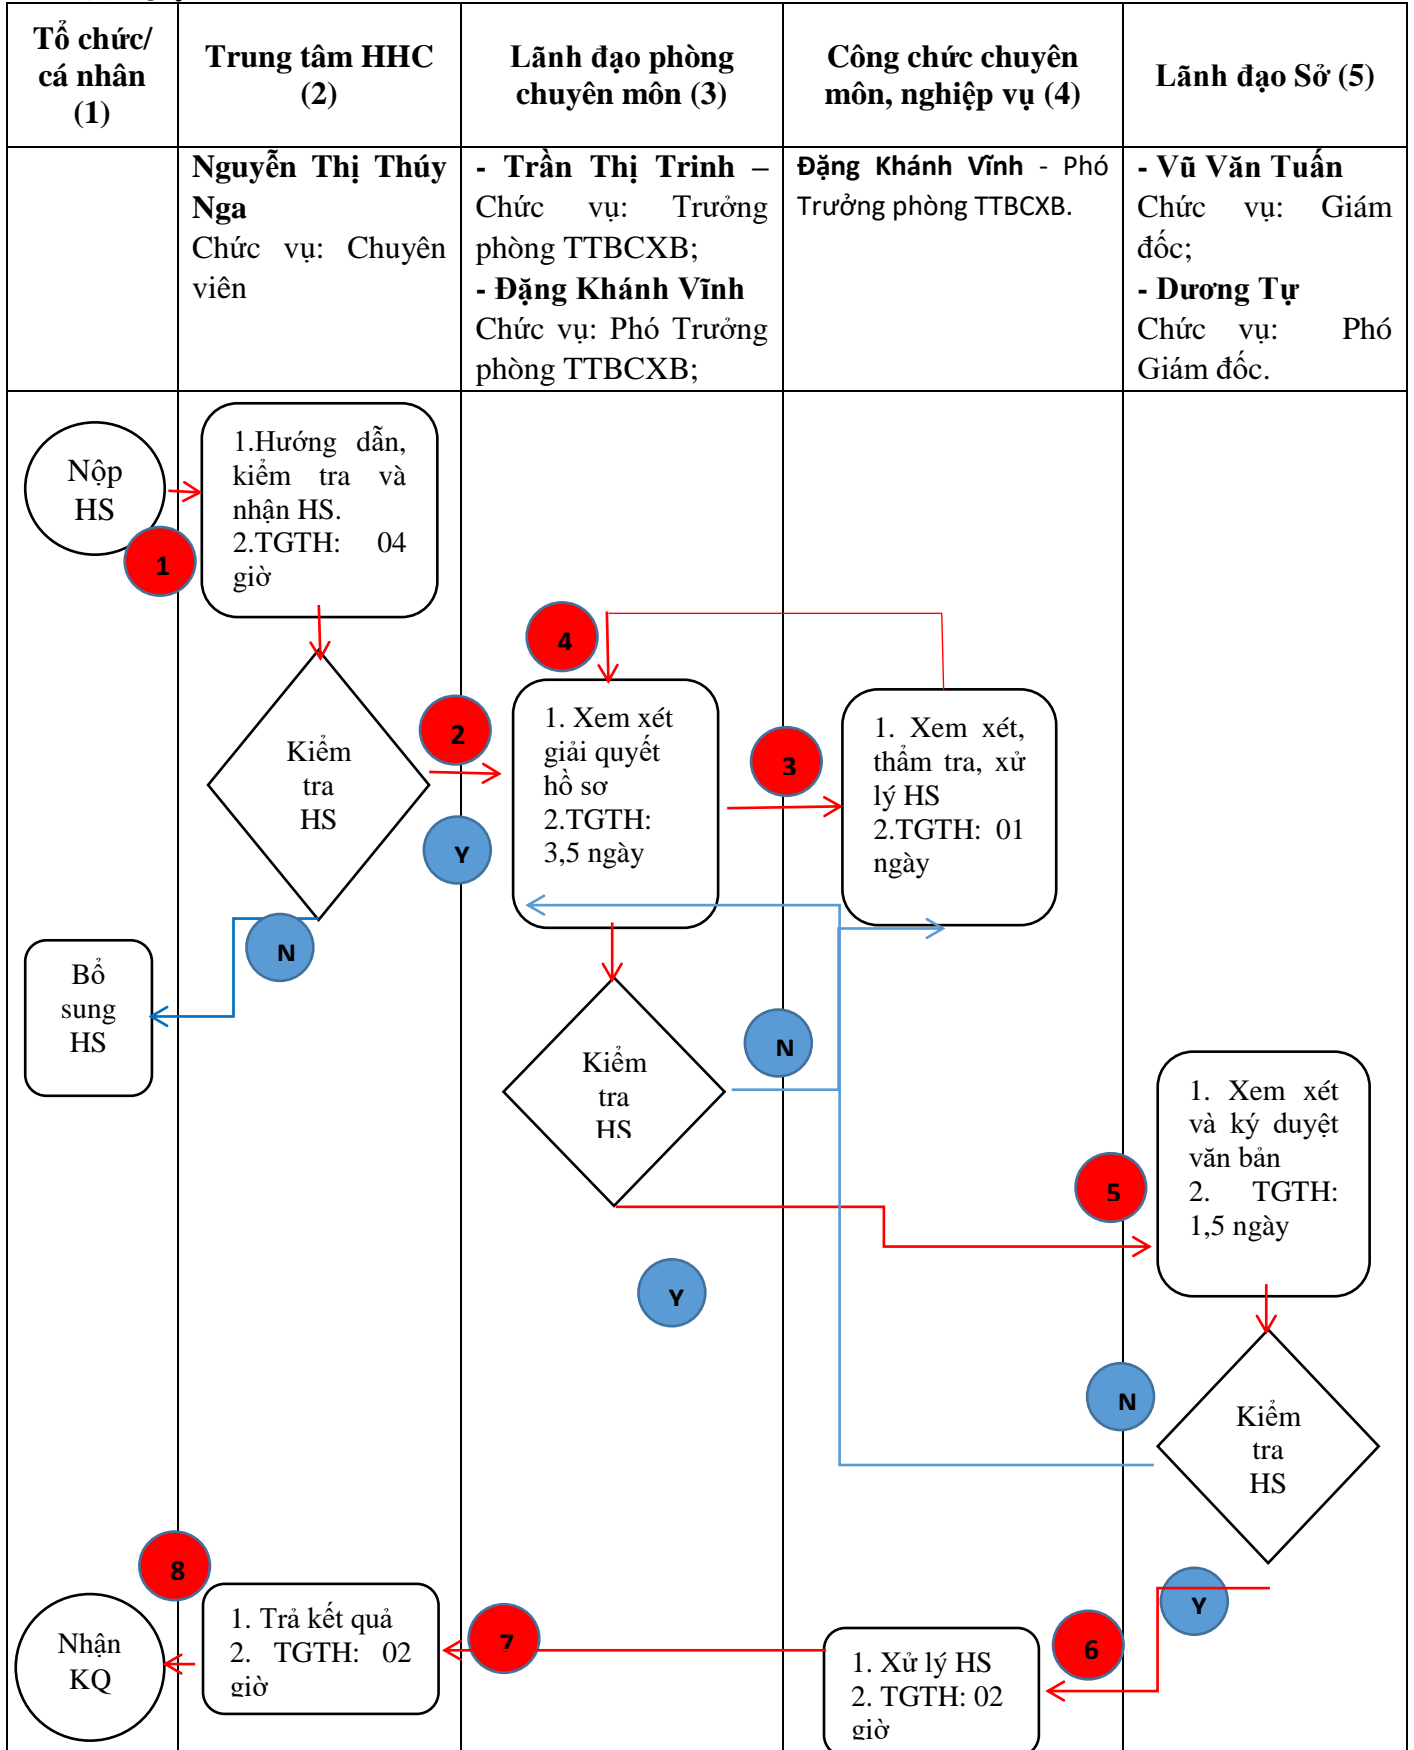 Tổ chức/
cá nhân
(1)
Trung tâm HHC
(2)
Lãnh đạo phòng
chuyên môn (3)
Công chức chuyên
môn, nghiệp vụ (4)
Lãnh đạo Sở (5)
Nguyễn Thị Thúy
Nga
Chức vụ: Chuyên
viên
- Trần Thị Trinh –
Chức vụ: Trưởng
phòng TTBCXB;
- Đặng Khánh Vĩnh
Chức vụ: Phó Trưởng
phòng TTBCXB;
Đặng Khánh Vĩnh - Phó
Trưởng phòng TTBCXB.
- Vũ Văn Tuấn
Chức vụ: Giám
đốc;
- Dương Tự
Chức vụ: Phó
Giám đốc.
Nộp
HS
1
1.Hướng dẫn,
kiểm tra và
nhận HS.
2.TGTH: 04
giờ
Kiểm
tra
HS
2
Y
N
Bổ
sung
HS
4
1. Xem xét
giải quyết
hồ sơ
2.TGTH:
3,5 ngày
3
1. Xem xét,
thẩm tra, xử
lý HS
2.TGTH: 01
ngày
Kiểm
tra
HS
N
Y
5
1. Xem xét
và ký duyệt
văn bản
2. TGTH:
1,5 ngày
N
Kiểm
tra
HS
Y
6
1. Xử lý HS
2. TGTH: 02
giờ
7
1. Trả kết quả
2. TGTH: 02
giờ
8
Nhận
KQ